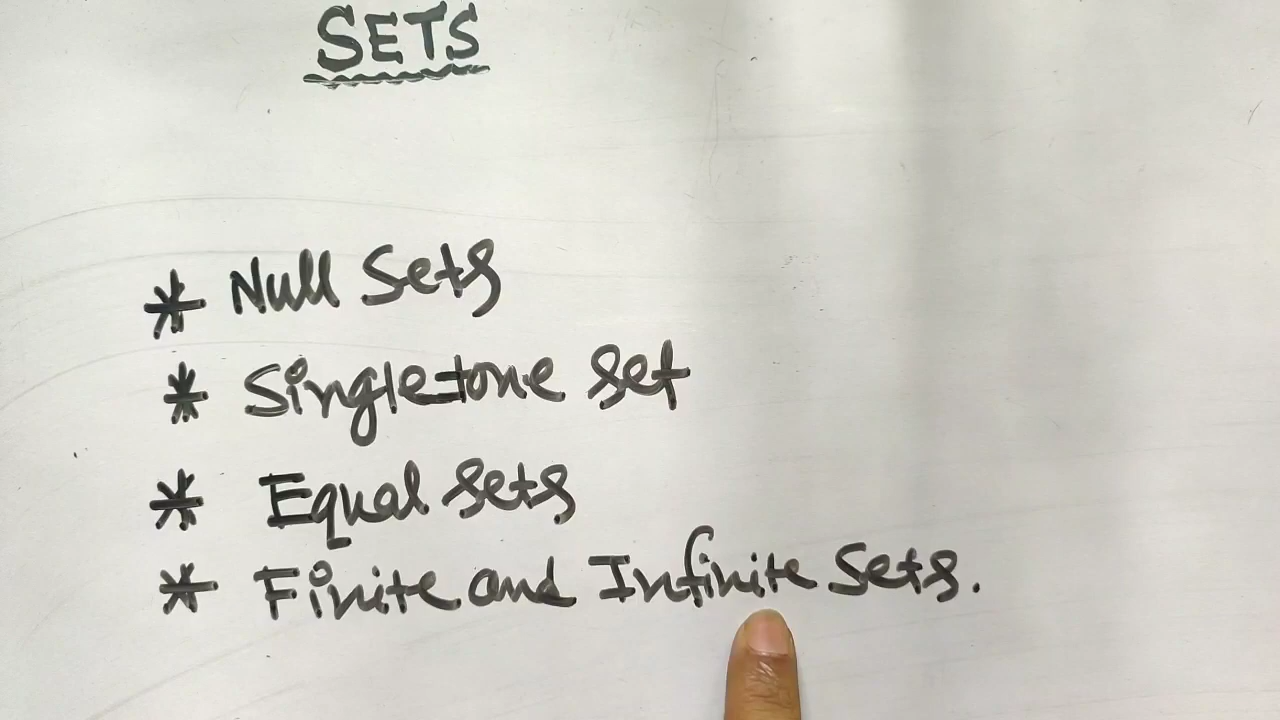 SETS
* Null Sets
* Singletone set
* Equal sets
* Finite and Infinite Sets.